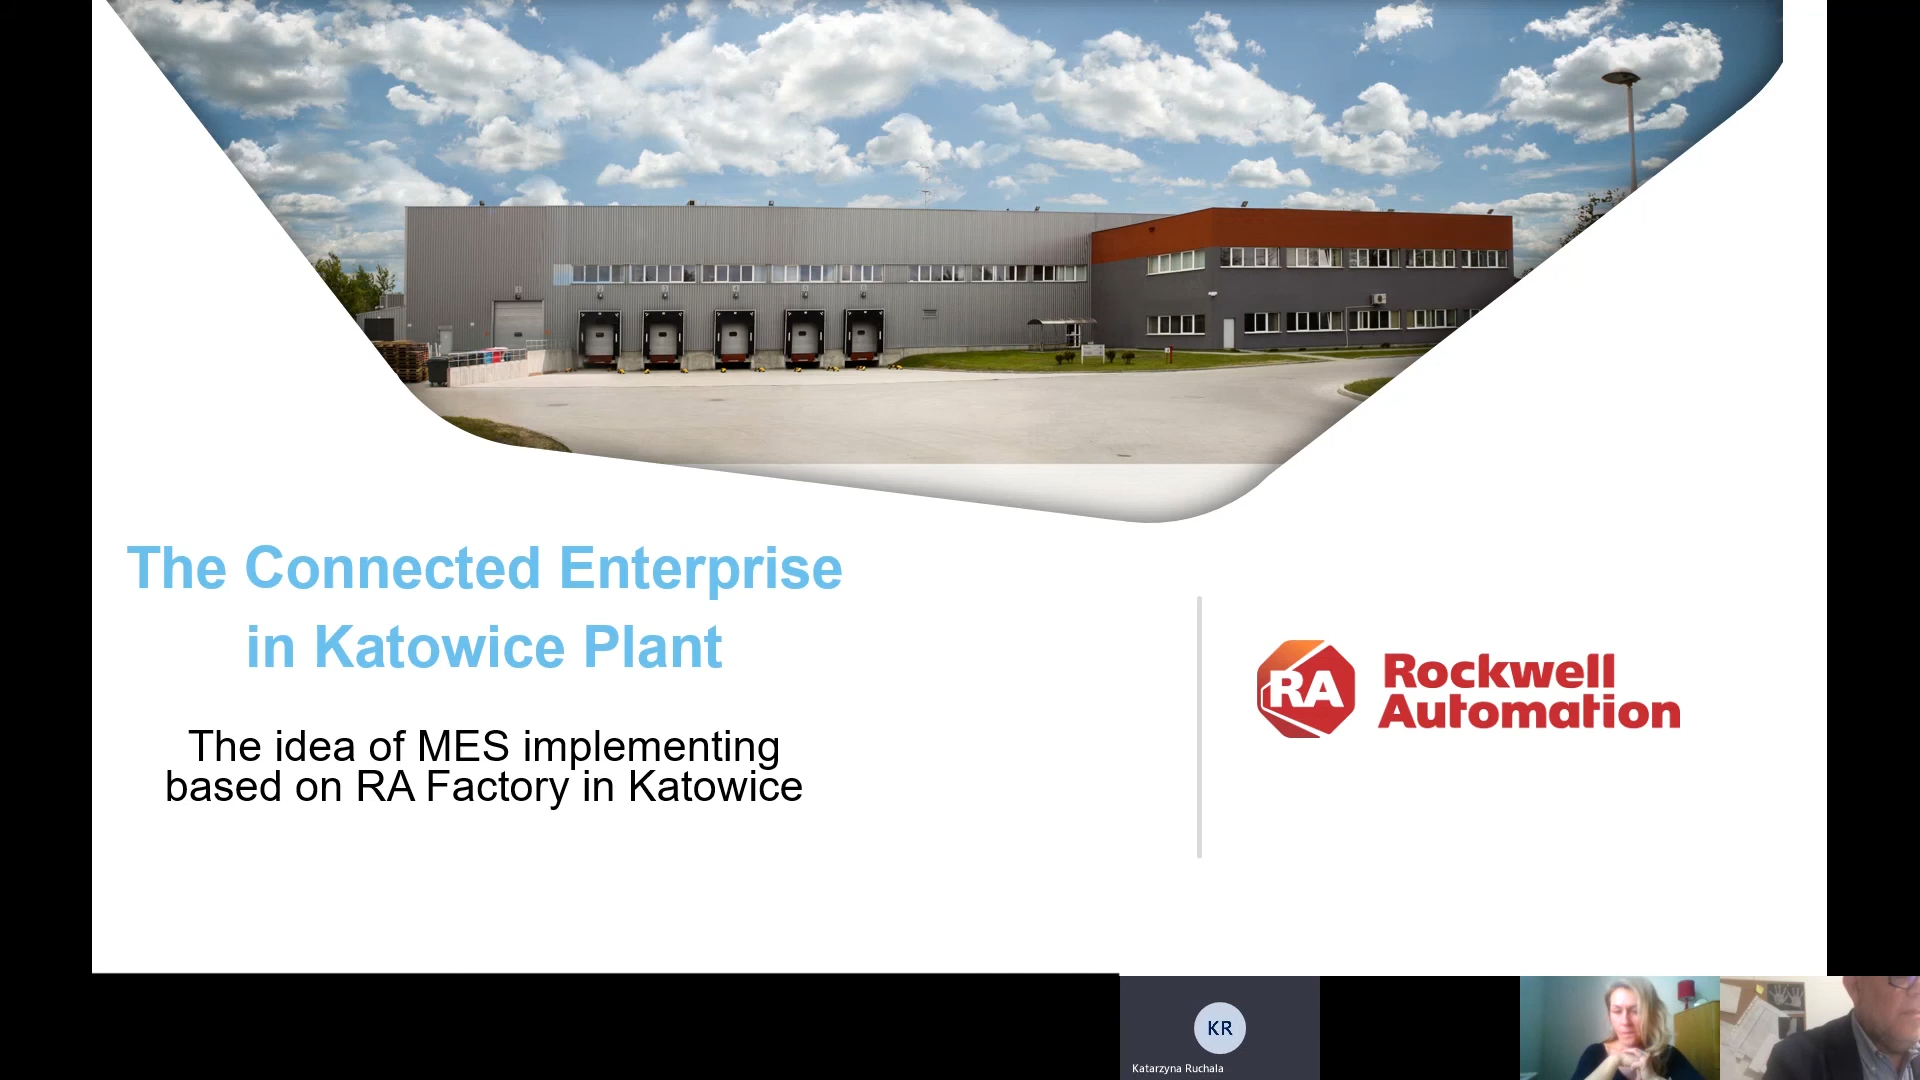 The Connected Enterprise
in Katowice Plant
The idea of MES implementing
based on RA Factory in Katowice
RA
Rockwell
Automation
KR
Katarzyna Ruchala